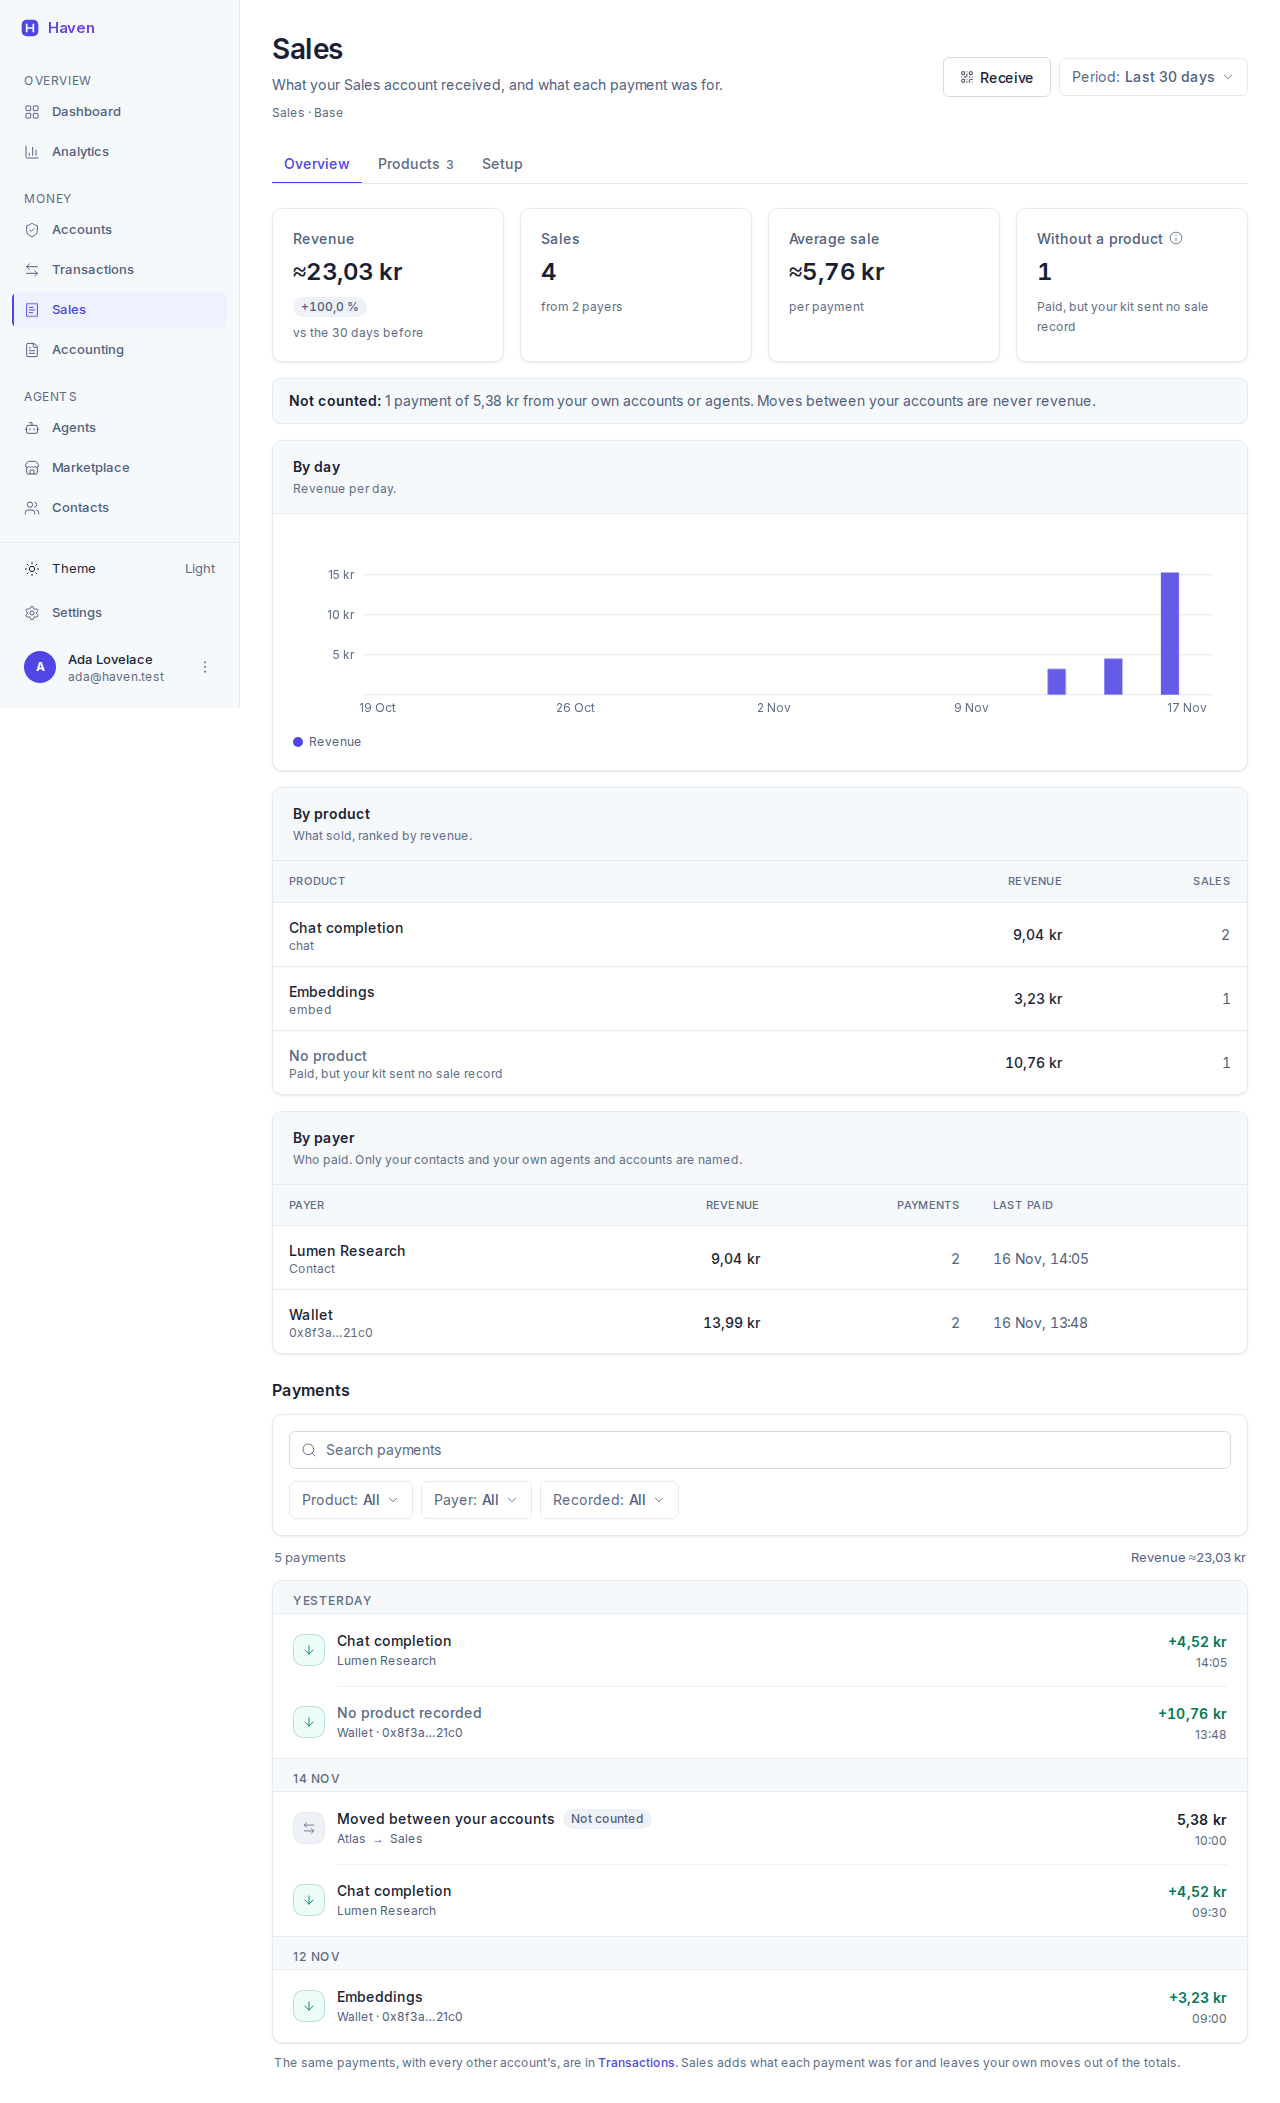 Haven
OVERVIEW
Dashboard
Analytics
MONEY
Accounts
Transactions
Sales
Accounting
AGENTS
Agents
Marketplace
Contacts
Theme Light
Settings
A
Ada Lovelace
ada@haven.test
Sales
What your Sales account received, and what each payment was for.
Sales · Base
Receive
Period: Last 30 days
Overview Products 3 Setup
Revenue
≈23,03 kr
+100,0 %
vs the 30 days before
Sales
4
from 2 payers
Average sale
≈5,76 kr
per payment
Without a product
1
Paid, but your kit sent no sale
record
Not counted: 1 payment of 5,38 kr from your own accounts or agents. Moves between your accounts are never revenue.
By day
Revenue per day.
15 kr
10 kr
5 kr
19 Oct 26 Oct 2 Nov 9 Nov 17 Nov
Revenue
By product
What sold, ranked by revenue.
PRODUCT REVENUE SALES
Chat completion 9,04 kr 2
chat
Embeddings 3,23 kr 1
embed
No product 10,76 kr 1
Paid, but your kit sent no sale record
By payer
Who paid. Only your contacts and your own agents and accounts are named.
PAYER REVENUE PAYMENTS LAST PAID
Lumen Research 9,04 kr 2 16 Nov, 14:05
Contact
Wallet 13,99 kr 2 16 Nov, 13:48
0x8f3a…21c0
Payments
Search payments
Product: All Payer: All Recorded: All
5 payments Revenue ≈23,03 kr
YESTERDAY
Chat completion +4,52 kr
Lumen Research 14:05
No product recorded +10,76 kr
Wallet · 0x8f3a…21c0 13:48
14 NOV
Moved between your accounts Not counted 5,38 kr
Atlas → Sales 10:00
Chat completion +4,52 kr
Lumen Research 09:30
12 NOV
Embeddings +3,23 kr
Wallet · 0x8f3a…21c0 09:00
The same payments, with every other account's, are in Transactions. Sales adds what each payment was for and leaves your own moves out of the totals.